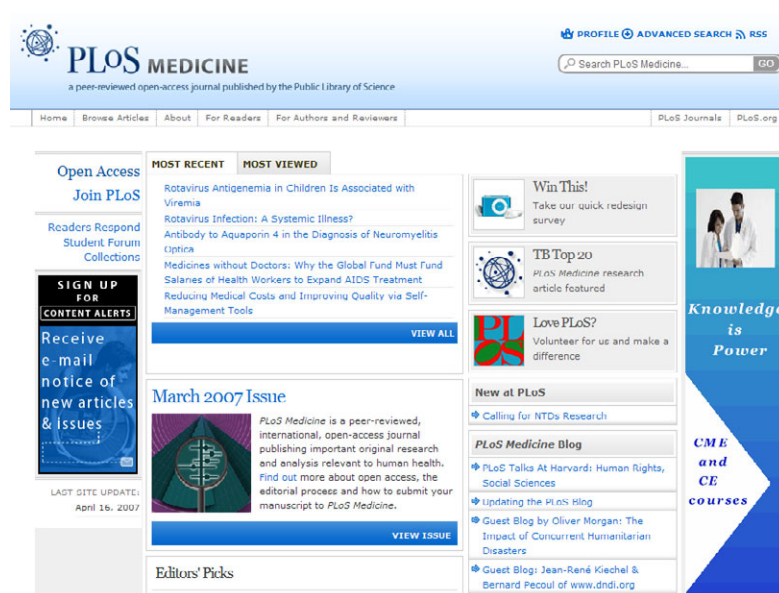 PROFILE ADVANCED SEARCH RSS
PLoS MEDICINE
Search PLoS Medicine... GO
a peer-reviewed open-access journal published by the Public Library of Science
Home Browse Articles About For Readers For Authors and Reviewers PLoS Journals PLoS.org
Open Access
Join PLoS
Readers Respond
Student Forum
Collections
SIGN UP
FOR
CONTENT ALERTS
Receive
e-mail
notice of
new articles
& issues
LAST SITE UPDATE:
April 16, 2007
MOST RECENT MOST VIEWED
Rotavirus Antigenemia in Children Is Associated with
Viremia
Rotavirus Infection: A Systemic Illness?
Antibody to Aquaporin 4 in the Diagnosis of Neuromyelitis
Optica
Medicines without Doctors: Why the Global Fund Must Fund
Salaries of Health Workers to Expand AIDS Treatment
Reducing Medical Costs and Improving Quality via Self-
Management Tools
VIEW ALL
March 2007 Issue
PLoS Medicine is a peer-reviewed,
international, open-access journal
publishing important original research
and analysis relevant to human health.
Find out more about open access, the
editorial process and how to submit your
manuscript to PLoS Medicine.
VIEW ISSUE
Editors' Picks
Win This!
Take our quick redesign
survey
TB Top 20
PLoS Medicine research
article featured
PLOS
Love PLoS?
Volunteer for us and make a
difference
New at PLoS
Calling for NTDs Research
PLoS Medicine Blog
PLoS Talks At Harvard: Human Rights,
Social Sciences
Updating the PLoS Blog
Guest Blog by Oliver Morgan: The
Impact of Concurrent Humanitarian
Disasters
Guest Blog: Jean-René Kiechel &
Bernard Pecoul of www.dndi.org
Knowledge
is
Power
CME
and
CE
courses